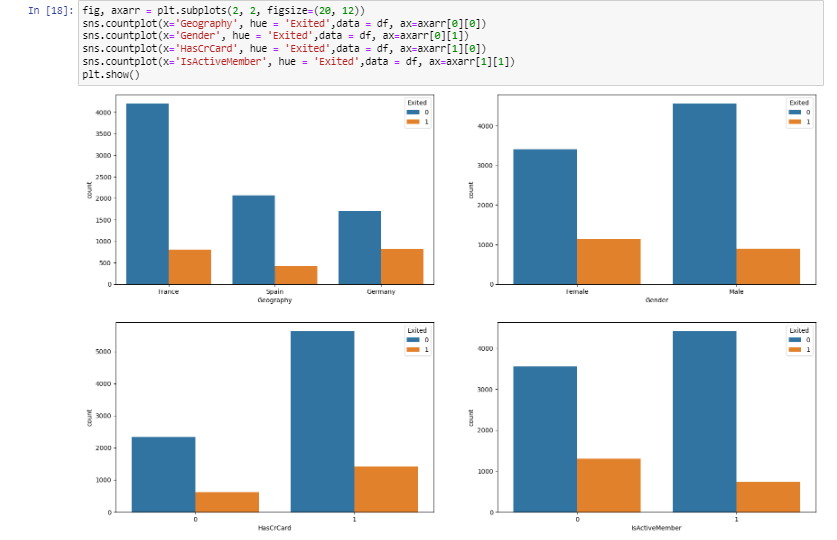 In [18]: fig, axarr = plt.subplots(2, 2, figsize=(20, 12))
sns.countplot(x='Geography', hue = 'Exited',data = df, ax=axarr[0][0])
sns.countplot(x='Gender', hue = 'Exited',data = df, ax=axarr[0][1])
sns.countplot(x='HasCrCard', hue = 'Exited',data = df, ax=axarr[1][0])
sns.countplot(x='IsActiveMember', hue = 'Exited',data = df, ax=axarr[1][1])
plt.show()
Exited
0
1
4000
3500
3000
2500
2000
1500
1000
500
0
count
France Spain Germany
Geography
Exited
0
1
4000
3000
2000
1000
0
count
Female Male
Gender
Exited
0
1
5000
4000
3000
2000
1000
0
count
0 1
HasCrCard
Exited
0
1
4000
3000
2000
1000
0
count
0 1
IsActiveMember